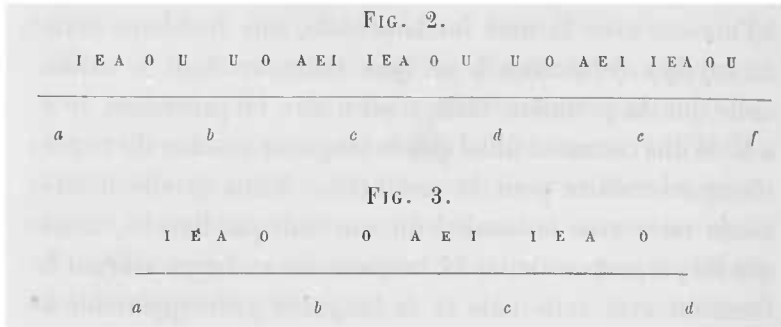 FIG. 2.
I E A O U U O A E I I E A O U U O A E I I E A O U
a b c d e f
FIG. 3.
I E A O O A E I I E A O
a b c d